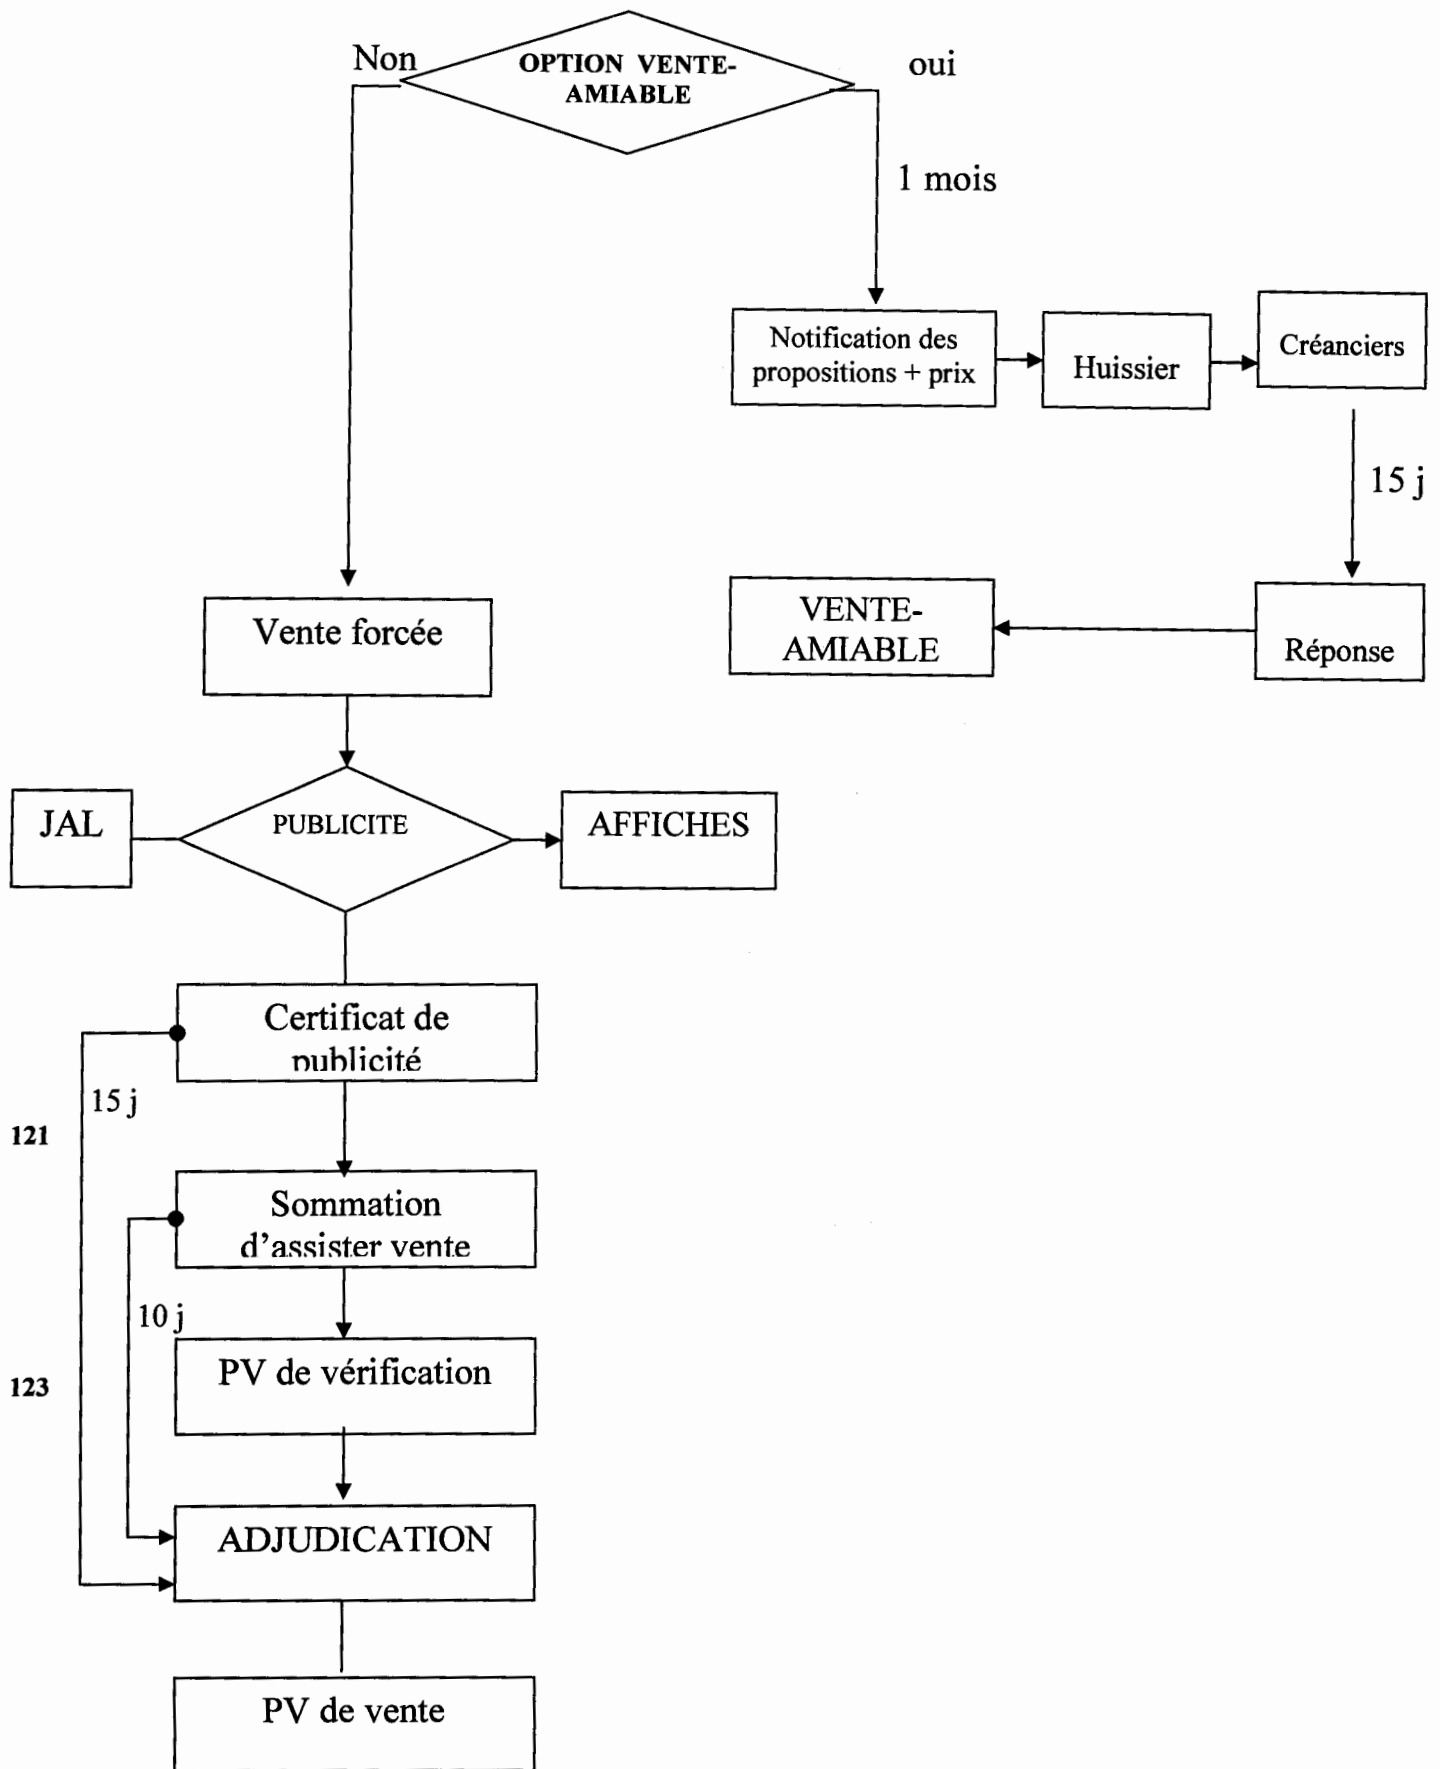 Non
OPTION VENTE-
AMIABLE
oui
1 mois
Notification des
propositions + prix
Huissier
Créanciers
15 j
Réponse
VENTE-
AMIABLE
Vente forcée
JAL
PUBLICITE
AFFICHES
Certificat de
publicité
15 j
121
Sommation
d'assister vente
10 j
PV de vérification
123
ADJUDICATION
PV de vente